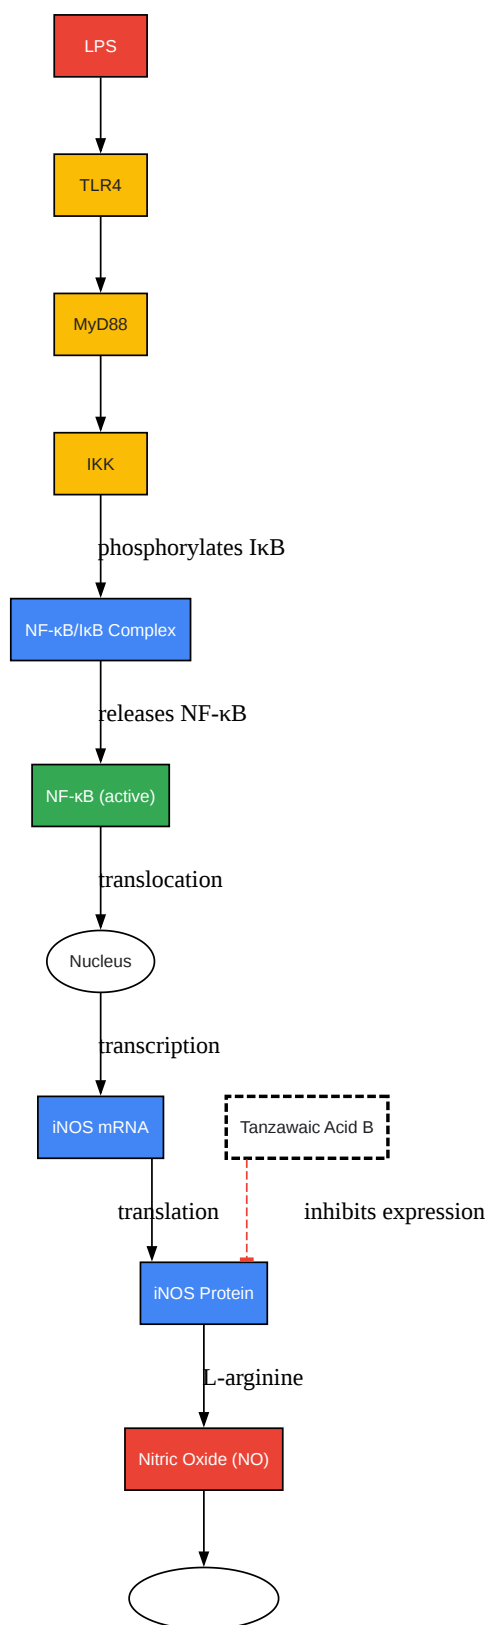 LPS
TLR4
MyD88
IKK
phosphorylates IκB
NF-κB/IκB Complex
releases NF-κB
NF-κB (active)
translocation
Nucleus
transcription
iNOS mRNA
Tanzawaic Acid B
translation
inhibits expression
iNOS Protein
L-arginine
Nitric Oxide (NO)